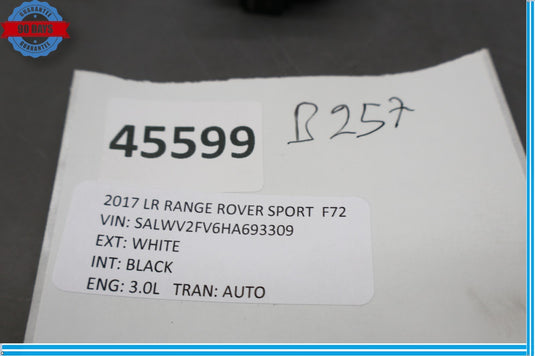 GUARANTEE
90 DAYS
GUARANTEE
45599
B257
2017 LR RANGE ROVER SPORT F72
VIN: SALWV2FV6HA693309
EXT: WHITE
INT: BLACK
ENG: 3.0L TRAN: AUTO